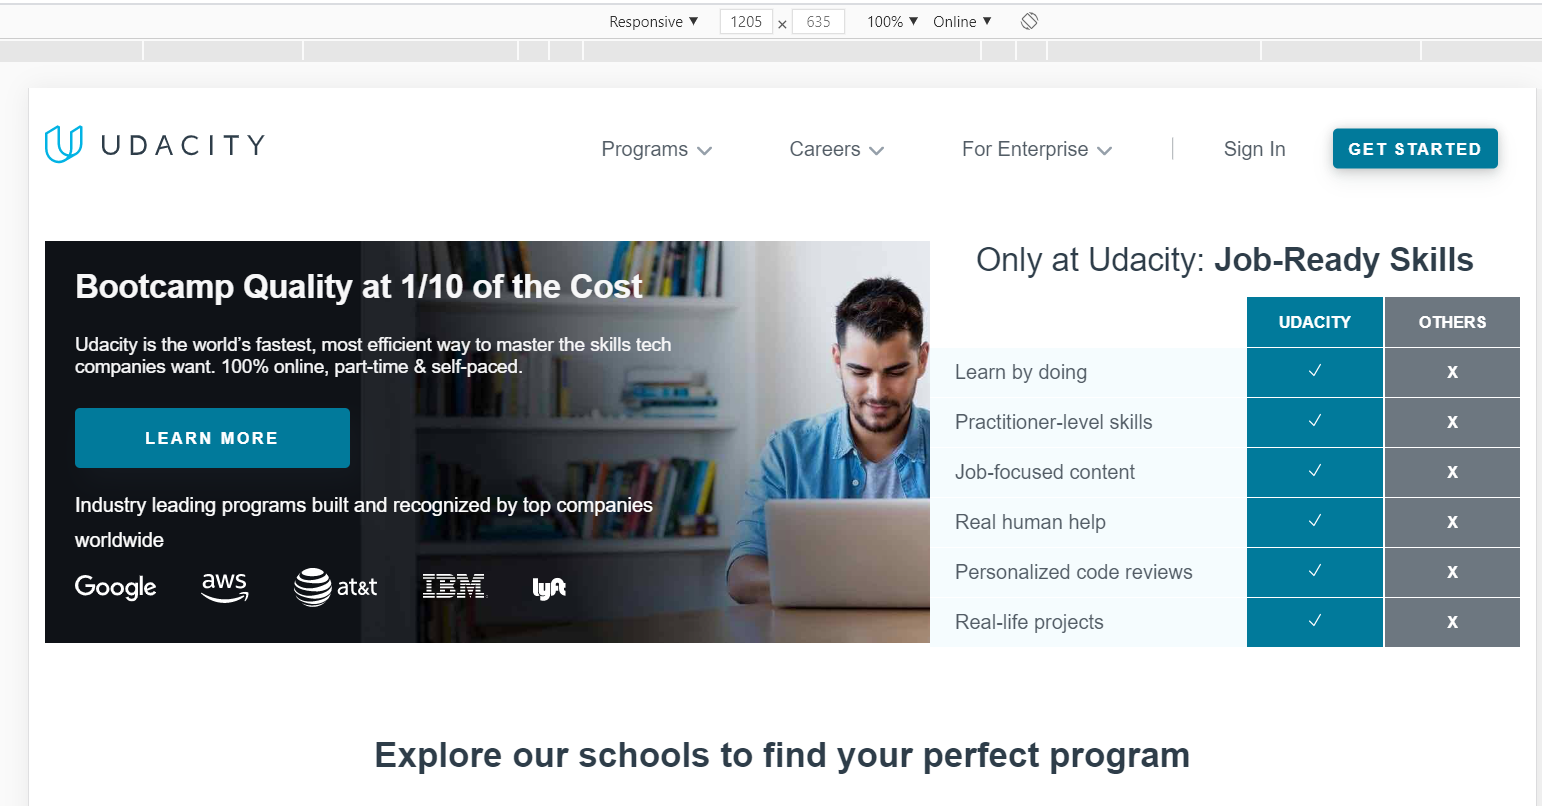 Responsive ▼ 1205 × 635 100% ▼ Online ▼
UDACITY
Programs
Careers
For Enterprise
Sign In
GET STARTED
Bootcamp Quality at 1/10 of the Cost
Udacity is the world’s fastest, most efficient way to master the skills tech
companies want. 100% online, part-time & self-paced.
LEARN MORE
Industry leading programs built and recognized by top companies
worldwide
Google aws at&t IBM lyft
Only at Udacity: Job-Ready Skills
UDACITY OTHERS
Learn by doing ✓ X
Practitioner-level skills ✓ X
Job-focused content ✓ X
Real human help ✓ X
Personalized code reviews ✓ X
Real-life projects ✓ X
Explore our schools to find your perfect program